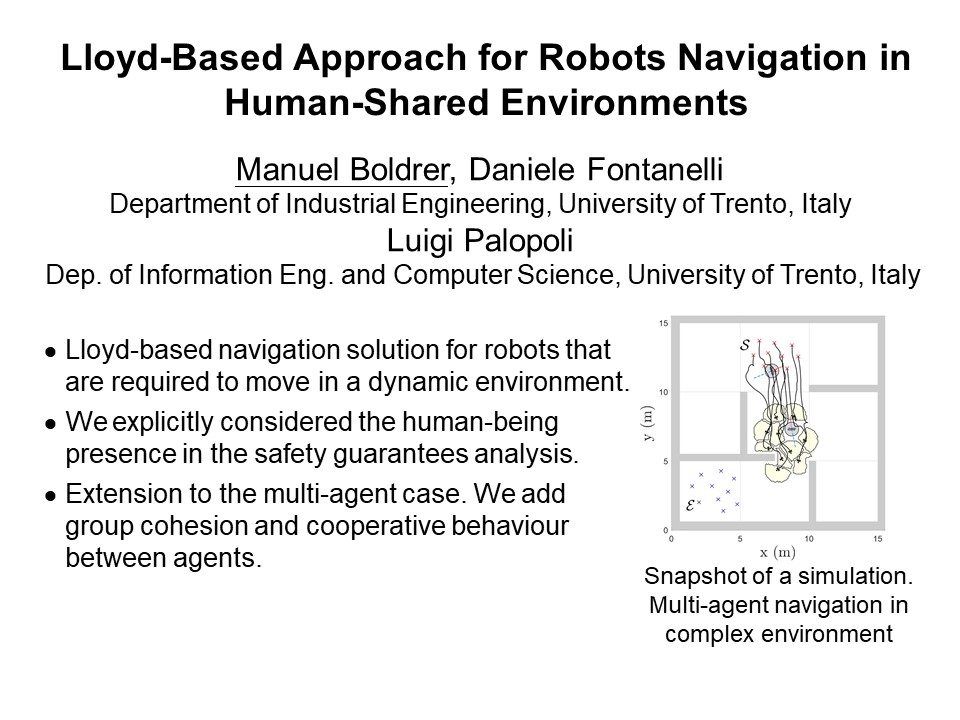 Lloyd-Based Approach for Robots Navigation in
Human-Shared Environments
Manuel Boldrer, Daniele Fontanelli
Department of Industrial Engineering, University of Trento, Italy
Luigi Palopoli
Dep. of Information Eng. and Computer Science, University of Trento, Italy
• Lloyd-based navigation solution for robots that
are required to move in a dynamic environment.
• We explicitly considered the human-being
presence in the safety guarantees analysis.
• Extension to the multi-agent case. We add
group cohesion and cooperative behaviour
between agents.
15
10
5
0
y (m)
S
E
0 5 10 15
x (m)
Snapshot of a simulation.
Multi-agent navigation in
complex environment